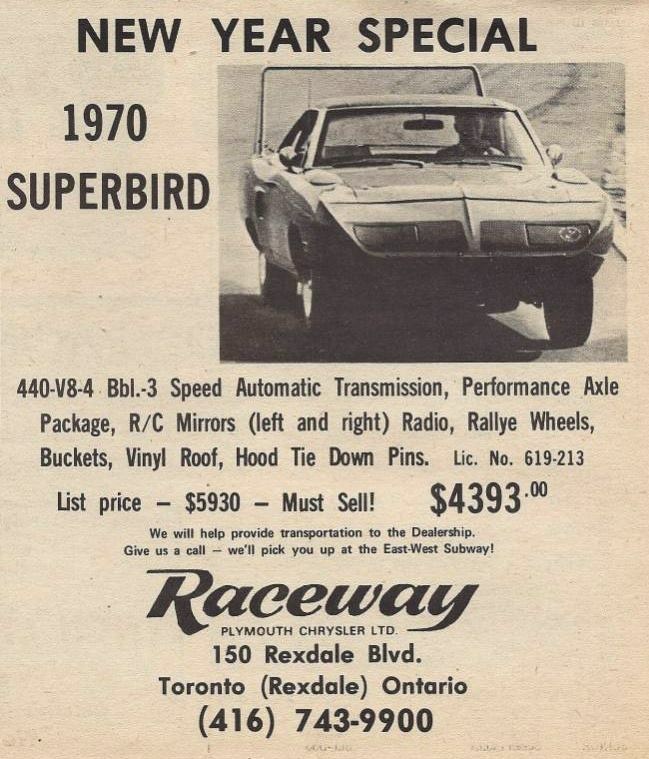 NEW YEAR SPECIAL
1970
SUPERBIRD
440-V8-4 Bbl.-3 Speed Automatic Transmission, Performance Axle
Package, R/C Mirrors (left and right) Radio, Rallye Wheels,
Buckets, Vinyl Roof, Hood Tie Down Pins. Lic. No. 619-213
List price – $5930 – Must Sell! $4393.00
We will help provide transportation to the Dealership.
Give us a call – we'll pick you up at the East-West Subway!
Raceway
PLYMOUTH CHRYSLER LTD.
150 Rexdale Blvd.
Toronto (Rexdale) Ontario
(416) 743-9900